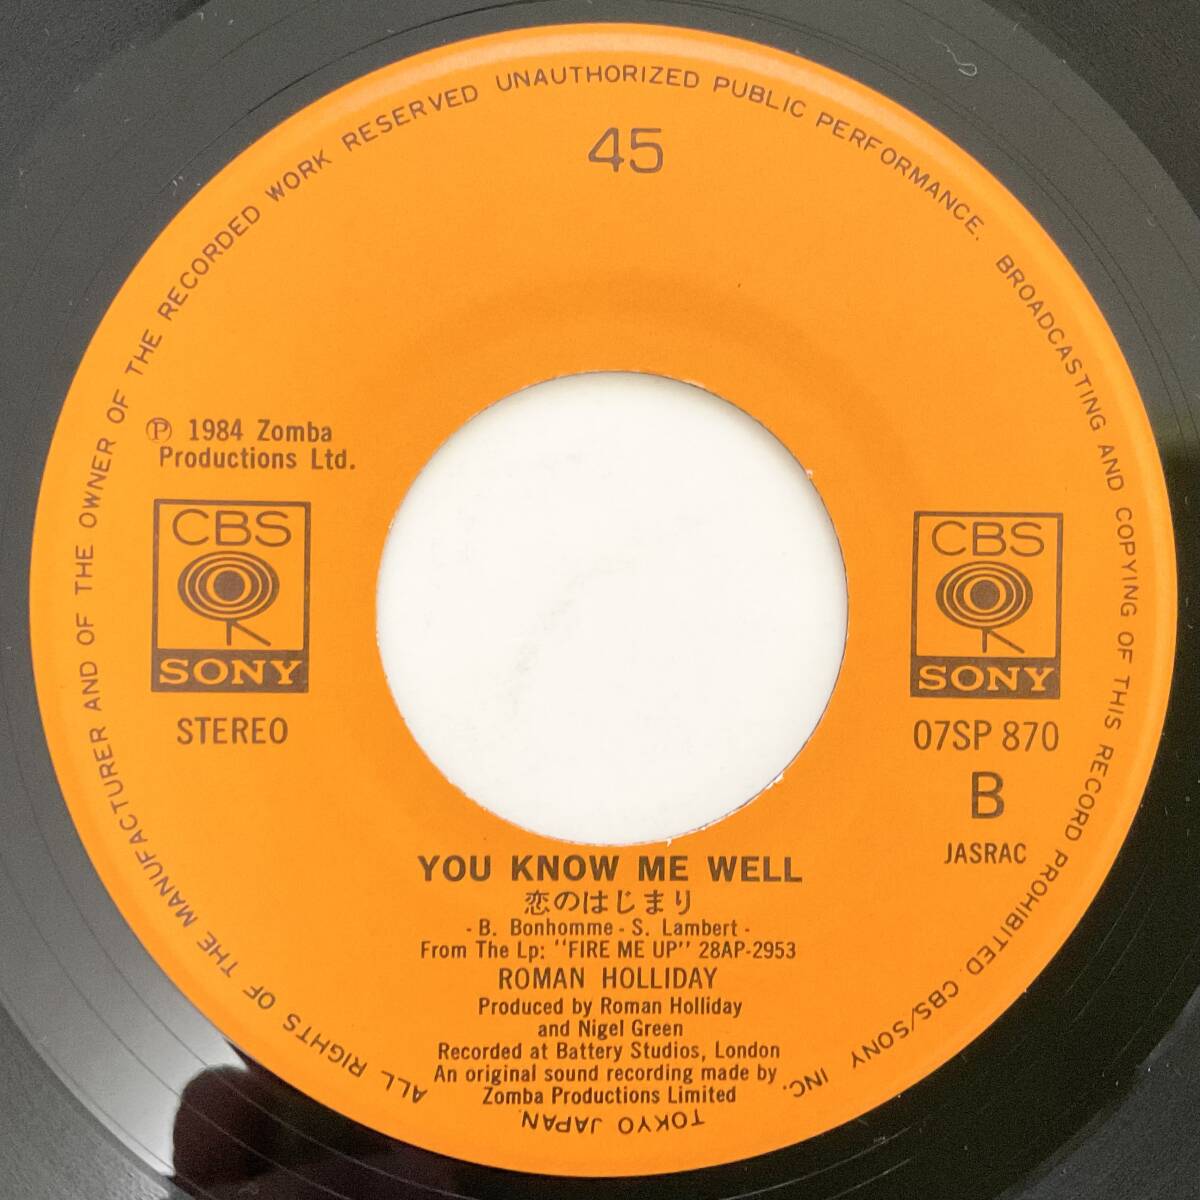 ALL RIGHTS OF THE MANUFACTURER AND OF THE OWNER OF THE RECORDED WORK RESERVED UNAUTHORIZED PUBLIC PERFORMANCE. BROADCASTING AND COPYING OF THIS RECORD PROHIBITED CBS/SONY INC.
TOKYO JAPAN.
45
Ⓟ 1984 Zomba
Productions Ltd.
CBS
SONY
STEREO
CBS
SONY
07SP 870
B
JASRAC
YOU KNOW ME WELL
恋のはじまり
- B. Bonhomme - S. Lambert -
From The Lp: "FIRE ME UP" 28AP-2953
ROMAN HOLLIDAY
Produced by Roman Holliday
and Nigel Green
Recorded at Battery Studios, London
An original sound recording made by
Zomba Productions Limited